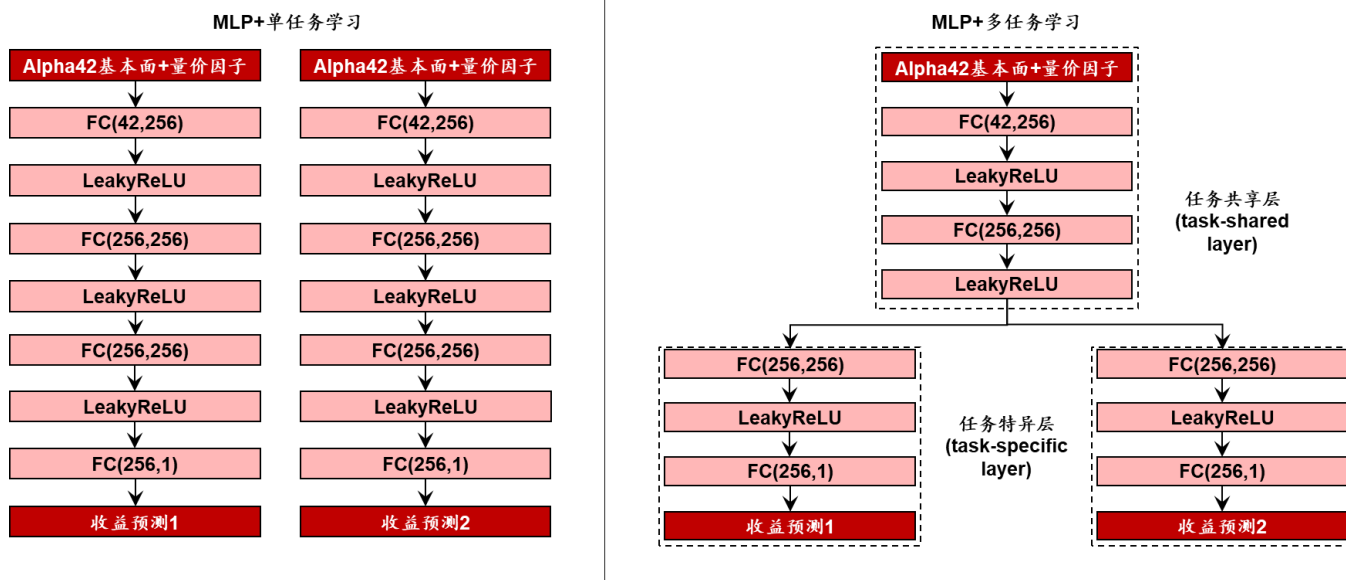 MLP+单任务学习
Alpha42基本面+量价因子
FC(42,256)
LeakyReLU
FC(256,256)
LeakyReLU
FC(256,256)
LeakyReLU
FC(256,1)
收益预测1
Alpha42基本面+量价因子
FC(42,256)
LeakyReLU
FC(256,256)
LeakyReLU
FC(256,256)
LeakyReLU
FC(256,1)
收益预测2
MLP+多任务学习
Alpha42基本面+量价因子
FC(42,256)
LeakyReLU
FC(256,256)
LeakyReLU
任务共享层
(task-shared
layer)
FC(256,256)
LeakyReLU
FC(256,1)
收益预测1
任务特异层
(task-specific
layer)
FC(256,256)
LeakyReLU
FC(256,1)
收益预测2